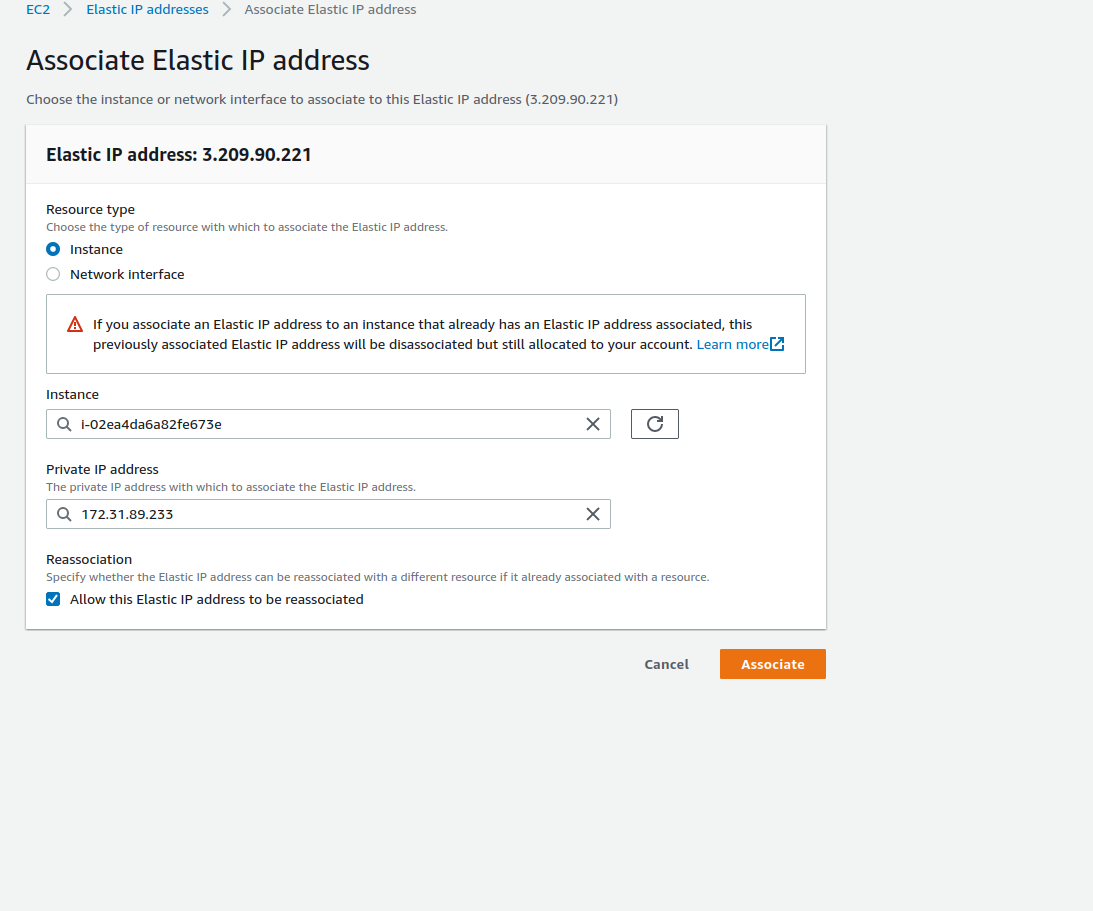 EC2 Elastic IP addresses Associate Elastic IP address
Associate Elastic IP address
Choose the instance or network interface to associate to this Elastic IP address (3.209.90.221)
Elastic IP address: 3.209.90.221
Resource type
Choose the type of resource with which to associate the Elastic IP address.
Instance
Network interface
If you associate an Elastic IP address to an instance that already has an Elastic IP address associated, this
previously associated Elastic IP address will be disassociated but still allocated to your account. Learn more
Instance
i-02ea4da6a82fe673e
Private IP address
The private IP address with which to associate the Elastic IP address.
172.31.89.233
Reassociation
Specify whether the Elastic IP address can be reassociated with a different resource if it already associated with a resource.
Allow this Elastic IP address to be reassociated
Cancel Associate